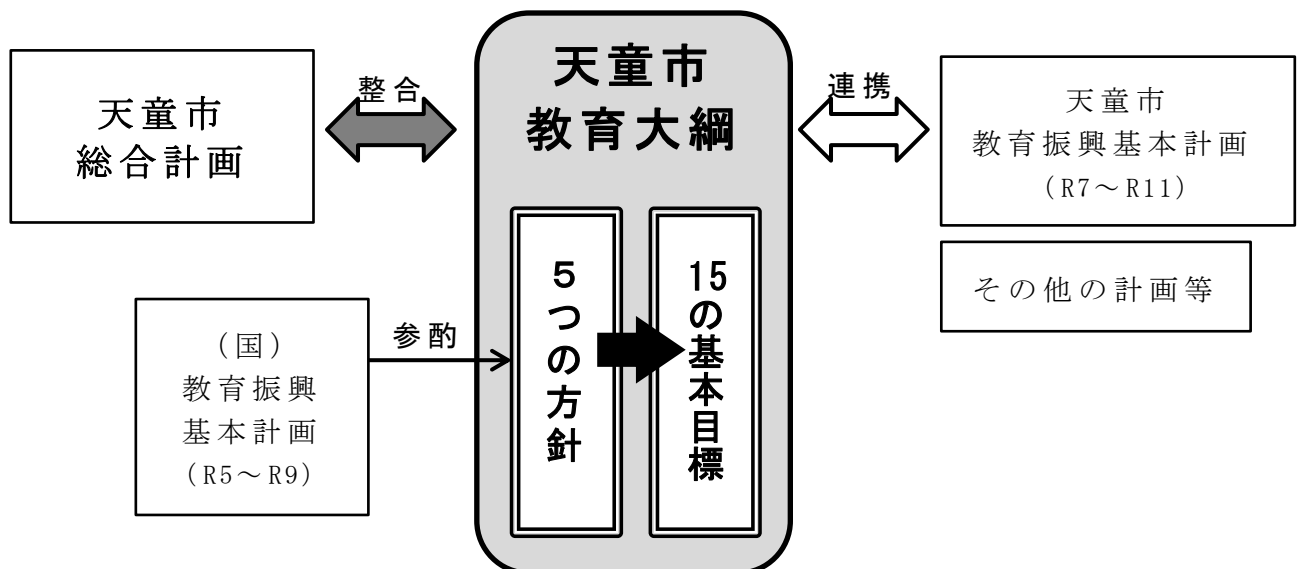 天童市
総合計画
整合
天童市
教育大綱
連携
天童市
教育振興基本計画
（R7～R11）
その他の計画等
（国）
教育振興
基本計画
（R5～R9）
参酌
５つの方針
15の基本目標